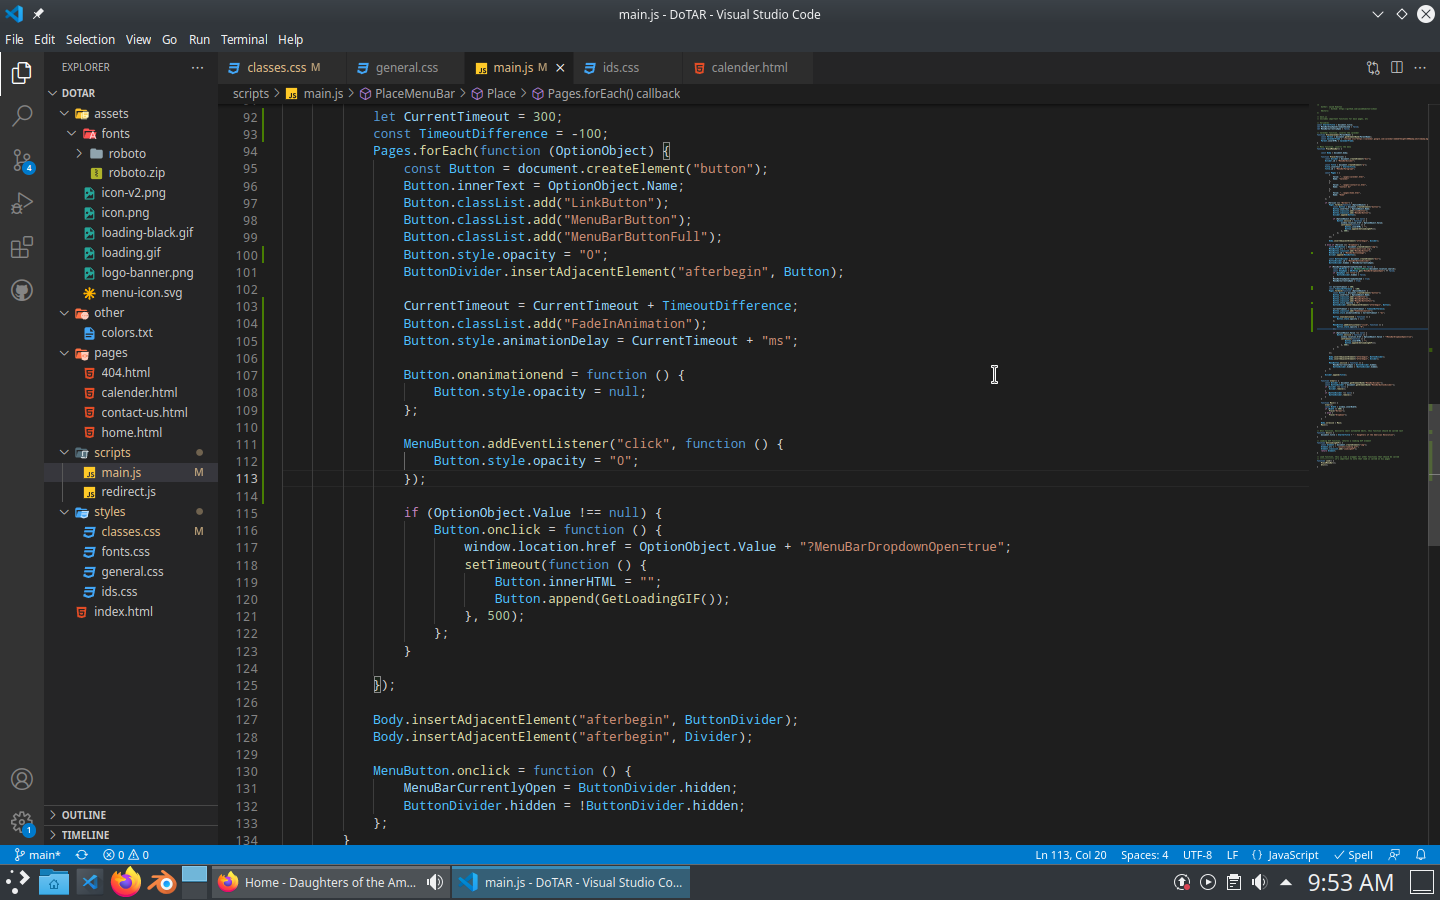 main.js - DoTAR - Visual Studio Code
File Edit Selection View Go Run Terminal Help
EXPLORER
classes.css M
general.css
main.js M
ids.css
calender.html
DOTAR
scripts > main.js > PlaceMenuBar > Place > Pages.forEach() callback
assets
fonts
roboto
roboto.zip
icon-v2.png
icon.png
loading-black.gif
loading.gif
logo-banner.png
menu-icon.svg
other
colors.txt
pages
404.html
calender.html
contact-us.html
home.html
scripts
main.js M
redirect.js
styles
classes.css M
fonts.css
general.css
ids.css
index.html
OUTLINE
TIMELINE
4
1
92 let CurrentTimeout = 300;
93 const TimeoutDifference = -100;
94 Pages.forEach(function (OptionObject) {
95 const Button = document.createElement("button");
96 Button.innerText = OptionObject.Name;
97 Button.classList.add("LinkButton");
98 Button.classList.add("MenuBarButton");
99 Button.classList.add("MenuBarButtonFull");
100 Button.style.opacity = "0";
101 ButtonDivider.insertAdjacentElement("afterbegin", Button);
102
103 CurrentTimeout = CurrentTimeout + TimeoutDifference;
104 Button.classList.add("FadeInAnimation");
105 Button.style.animationDelay = CurrentTimeout + "ms";
106
107 Button.onanimationend = function () {
108 Button.style.opacity = null;
109 };
110
111 MenuButton.addEventListener("click", function () {
112 Button.style.opacity = "0";
113 });
114
115 if (OptionObject.Value !== null) {
116 Button.onclick = function () {
117 window.location.href = OptionObject.Value + "?MenuBarDropdownOpen=true";
118 setTimeout(function () {
119 Button.innerHTML = "";
120 Button.append(GetLoadingGIF());
121 }, 500);
122 };
123 }
124
125 });
126
127 Body.insertAdjacentElement("afterbegin", ButtonDivider);
128 Body.insertAdjacentElement("afterbegin", Divider);
129
130 MenuButton.onclick = function () {
131 MenuBarCurrentlyOpen = ButtonDivider.hidden;
132 ButtonDivider.hidden = !ButtonDivider.hidden;
133 };
134 }
main* 0 0 Ln 113, Col 20 Spaces: 4 UTF-8 LF {} JavaScript Spell
Home - Daughters of the Am... main.js - DoTAR - Visual Studio Co... 9:53 AM